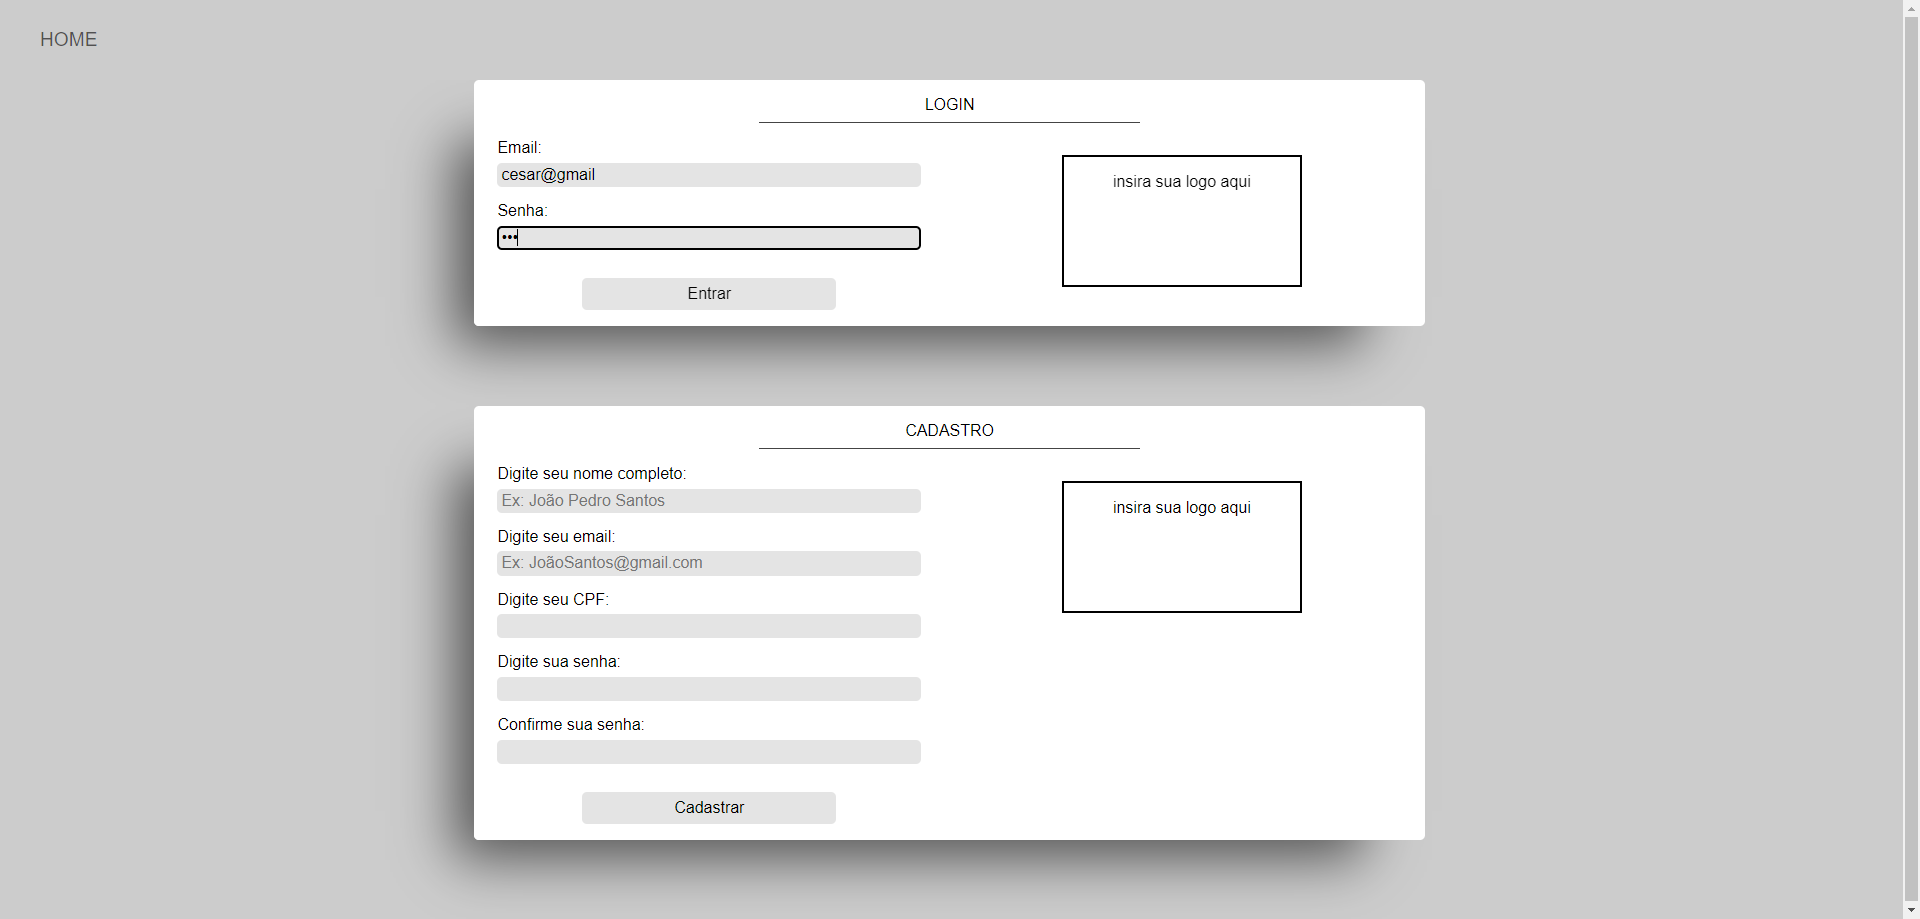 HOME
LOGIN
Email:
cesar@gmail
insira sua logo aqui
Senha:
•••
Entrar
CADASTRO
Digite seu nome completo:
Ex: João Pedro Santos
insira sua logo aqui
Digite seu email:
Ex: JoãoSantos@gmail.com
Digite seu CPF:
Digite sua senha:
Confirme sua senha:
Cadastrar